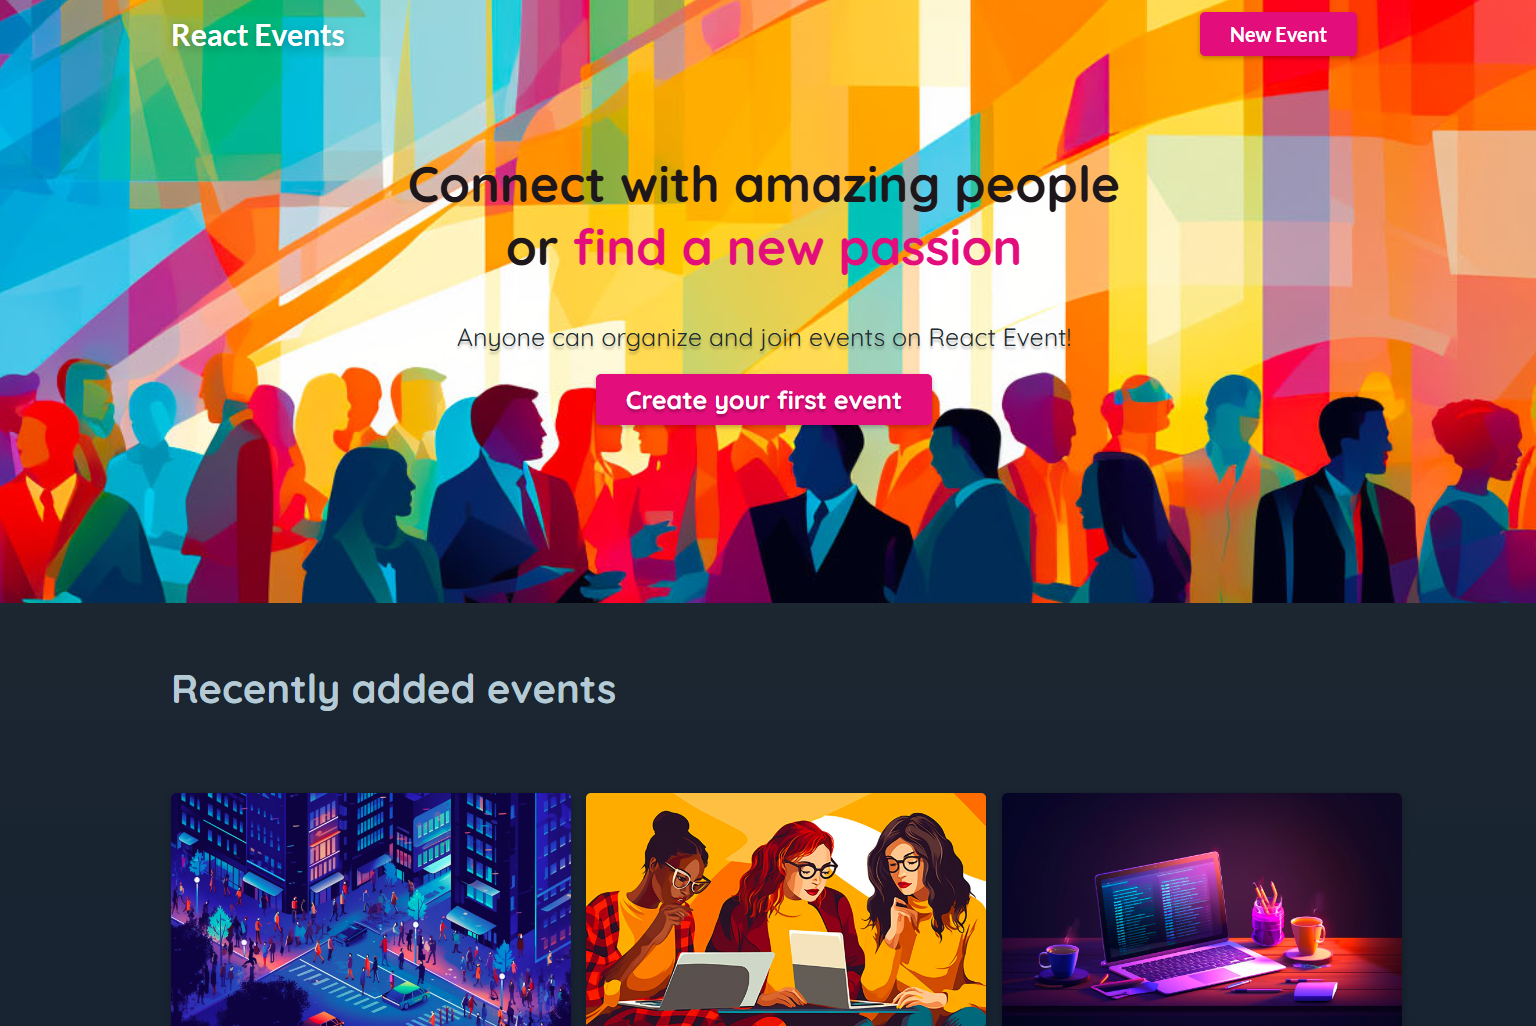 React Events
New Event
Connect with amazing people
or find a new passion
Anyone can organize and join events on React Event!
Create your first event
Recently added events